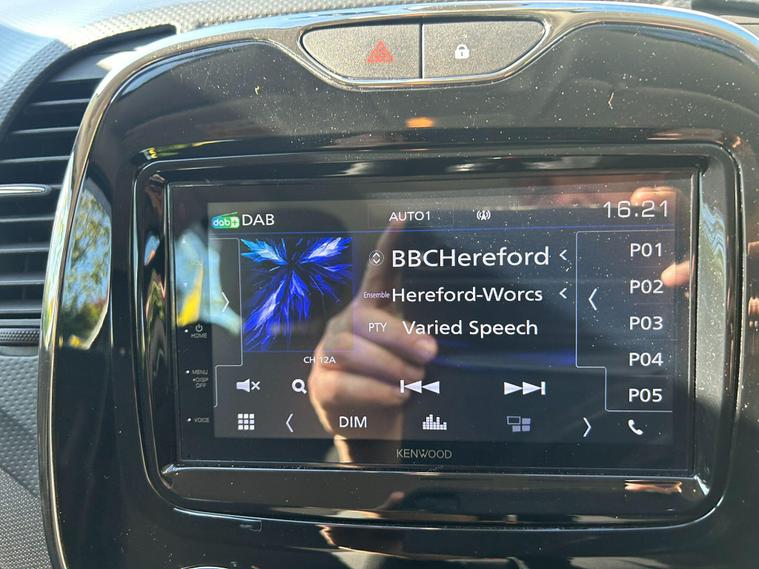 dab+ DAB AUTO1 16:21
BBCHereford
P01
Ensemble Hereford-Worcs
P02
PTY Varied Speech
P03
CH 12A
P04
P05
DIM
HOME
MENU
DISP
OFF
VOICE
KENWOOD